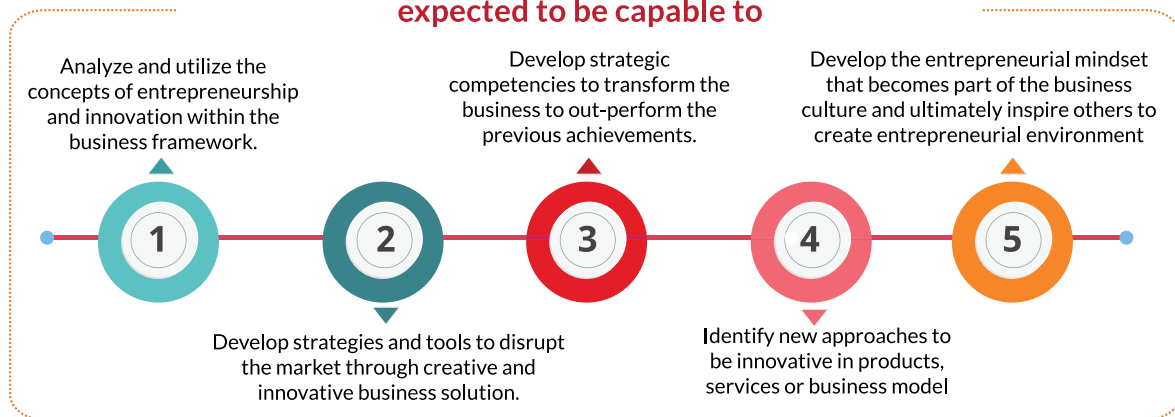 expected to be capable to
Analyze and utilize the
concepts of entrepreneurship
and innovation within the
business framework.
Develop strategic
competencies to transform the
business to out-perform the
previous achievements.
Develop the entrepreneurial mindset
that becomes part of the business
culture and ultimately inspire others to
create entrepreneurial environment
1
2
3
4
5
Develop strategies and tools to disrupt
the market through creative and
innovative business solution.
Identify new approaches to
be innovative in products,
services or business model